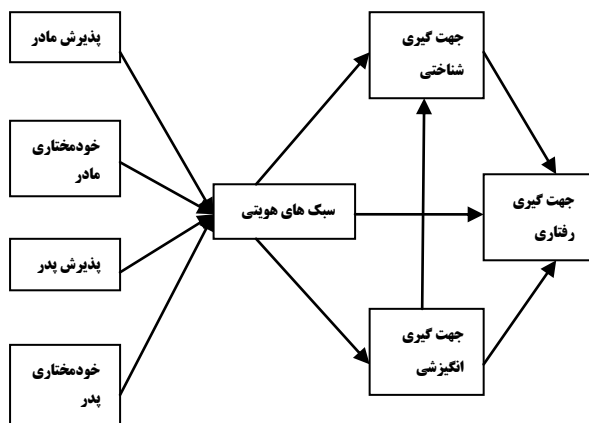 پذیرش مادر
خودمختاری
مادر
پذیرش پدر
خودمختاری
پدر
سبک های هویتی
جهت گیری
شناختی
جهت گیری
انگیزشی
جهت گیری
رفتاری